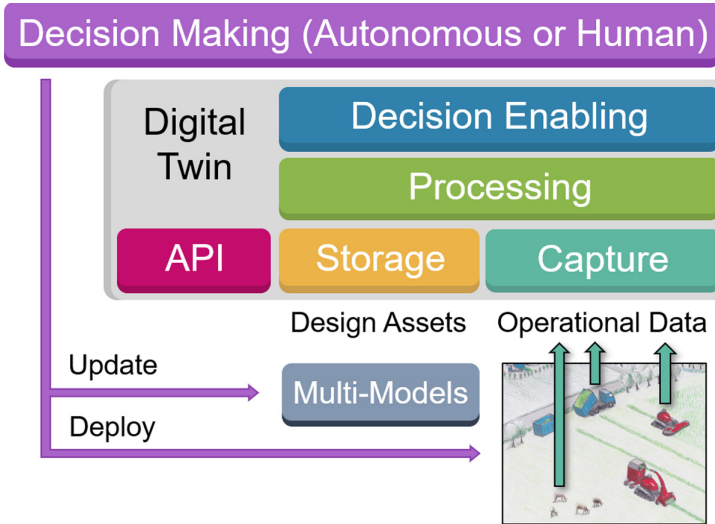 Decision Making (Autonomous or Human)
Digital
Twin
Decision Enabling
Processing
API
Storage
Capture
Design Assets
Operational Data
Update
Multi-Models
Deploy